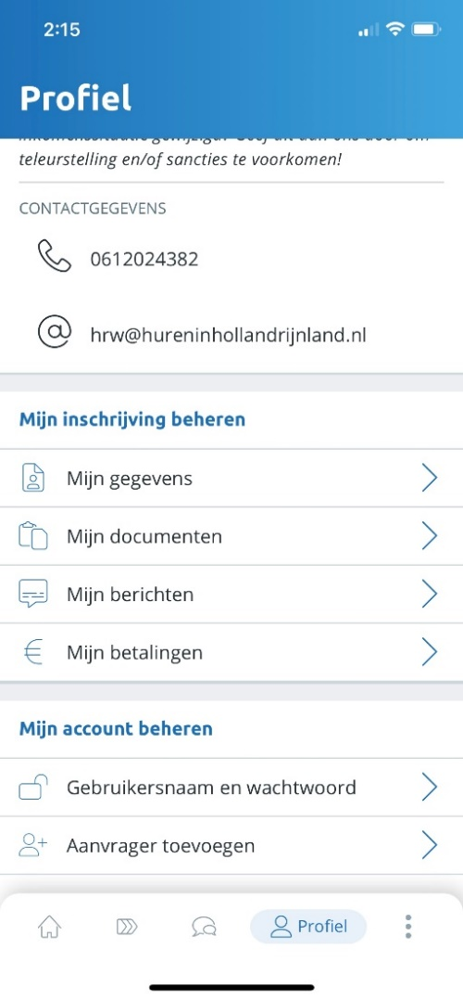 2:15
Profiel
teleurstelling en/of sancties te voorkomen!
CONTACTGEGEVENS
0612024382
hrw@hureninhollandrijnland.nl
Mijn inschrijving beheren
Mijn gegevens
Mijn documenten
Mijn berichten
Mijn betalingen
Mijn account beheren
Gebruikersnaam en wachtwoord
Aanvrager toevoegen
Profiel